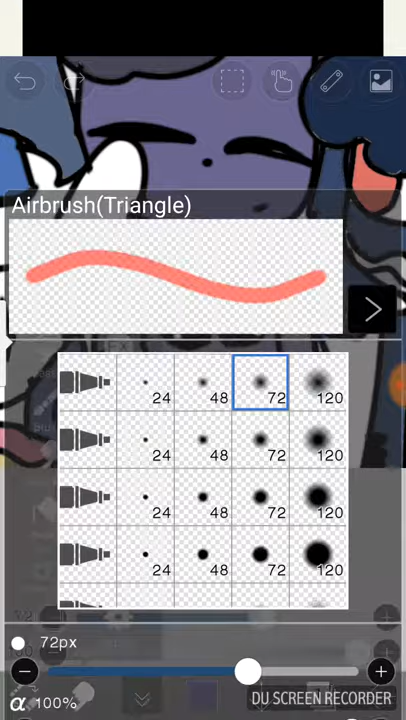 Airbrush(Triangle)
24 48 72 120
24 48 72 120
24 48 72 120
24 48 72 120
72px
α 100%
DU SCREEN RECORDER